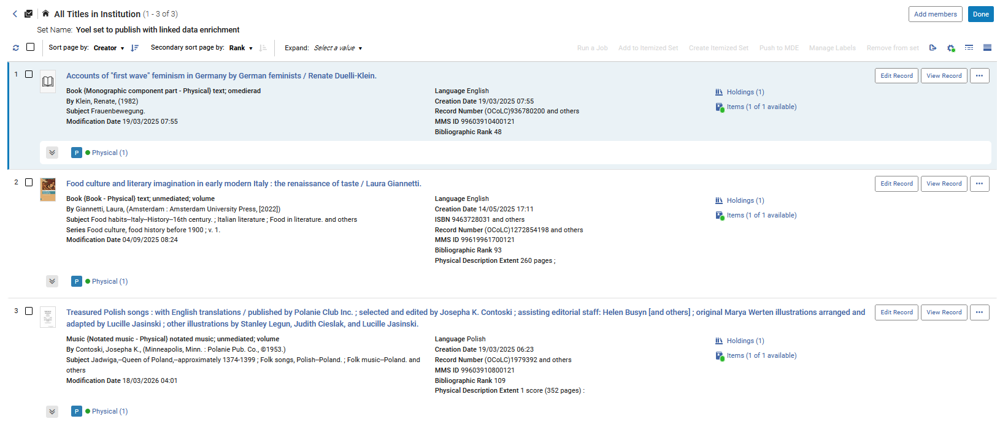 All Titles in Institution (1 - 3 of 3)
Add members
Done
Set Name: Yoel set to publish with linked data enrichment
Sort page by: Creator
Secondary sort page by: Rank
Expand: Select a value
Run a Job
Add to Itemized Set
Create Itemized Set
Push to MDE
Manage Labels
Remove from set
1
Accounts of "first wave" feminism in Germany by German feminists / Renate Duelli-Klein.
Edit Record
View Record
Book {Monographic component part - Physical} text; omedierad
By Klein, Renate, (1982)
Subject Frauenbewegung.
Modification Date 19/03/2025 07:55
Language English
Creation Date 19/03/2025 07:55
Record Number (OCoLC)936780200 and others
MMS ID 99603910400121
Bibliographic Rank 48
Holdings (1)
Items (1 of 1 available)
P Physical (1)
2
Food culture and literary imagination in early modern Italy : the renaissance of taste / Laura Giannetti.
Edit Record
View Record
Book {Book - Physical} text; unmediated; volume
By Giannetti, Laura, (Amsterdam : Amsterdam University Press, [2022])
Subject Food habits--Italy--History--16th century. ; Italian literature ; Food in literature. and others
Series Food culture, food history before 1900 ; v. 1.
Modification Date 04/09/2025 08:24
Language English
Creation Date 14/05/2025 17:11
ISBN 9463728031 and others
Record Number (OCoLC)1272854198 and others
MMS ID 99619961700121
Bibliographic Rank 93
Physical Description Extent 260 pages ;
Holdings (1)
Items (1 of 1 available)
P Physical (1)
3
Treasured Polish songs : with English translations / published by Polanie Club Inc. ; selected and edited by Josepha K. Contoski ; assisting editorial staff: Helen Busyn [and others] ; original Marya Werten illustrations arranged and
adapted by Lucille Jasinski ; other illustrations by Stanley Legun, Judith Cieslak, and Lucille Jasinski.
Edit Record
View Record
Music {Notated music - Physical} notated music; unmediated; volume
By Contoski, Josepha K., (Minneapolis, Minn. : Polanie Pub. Co., ©1953.)
Subject Jadwiga,--Queen of Poland,--approximately 1374-1399 ; Folk songs, Polish--Poland. ; Folk music--Poland. and
others
Modification Date 18/03/2026 04:01
Language Polish
Creation Date 19/03/2025 06:23
Record Number (OCoLC)1979392 and others
MMS ID 99603910800121
Bibliographic Rank 109
Physical Description Extent 1 score (352 pages) :
Holdings (1)
Items (1 of 1 available)
P Physical (1)